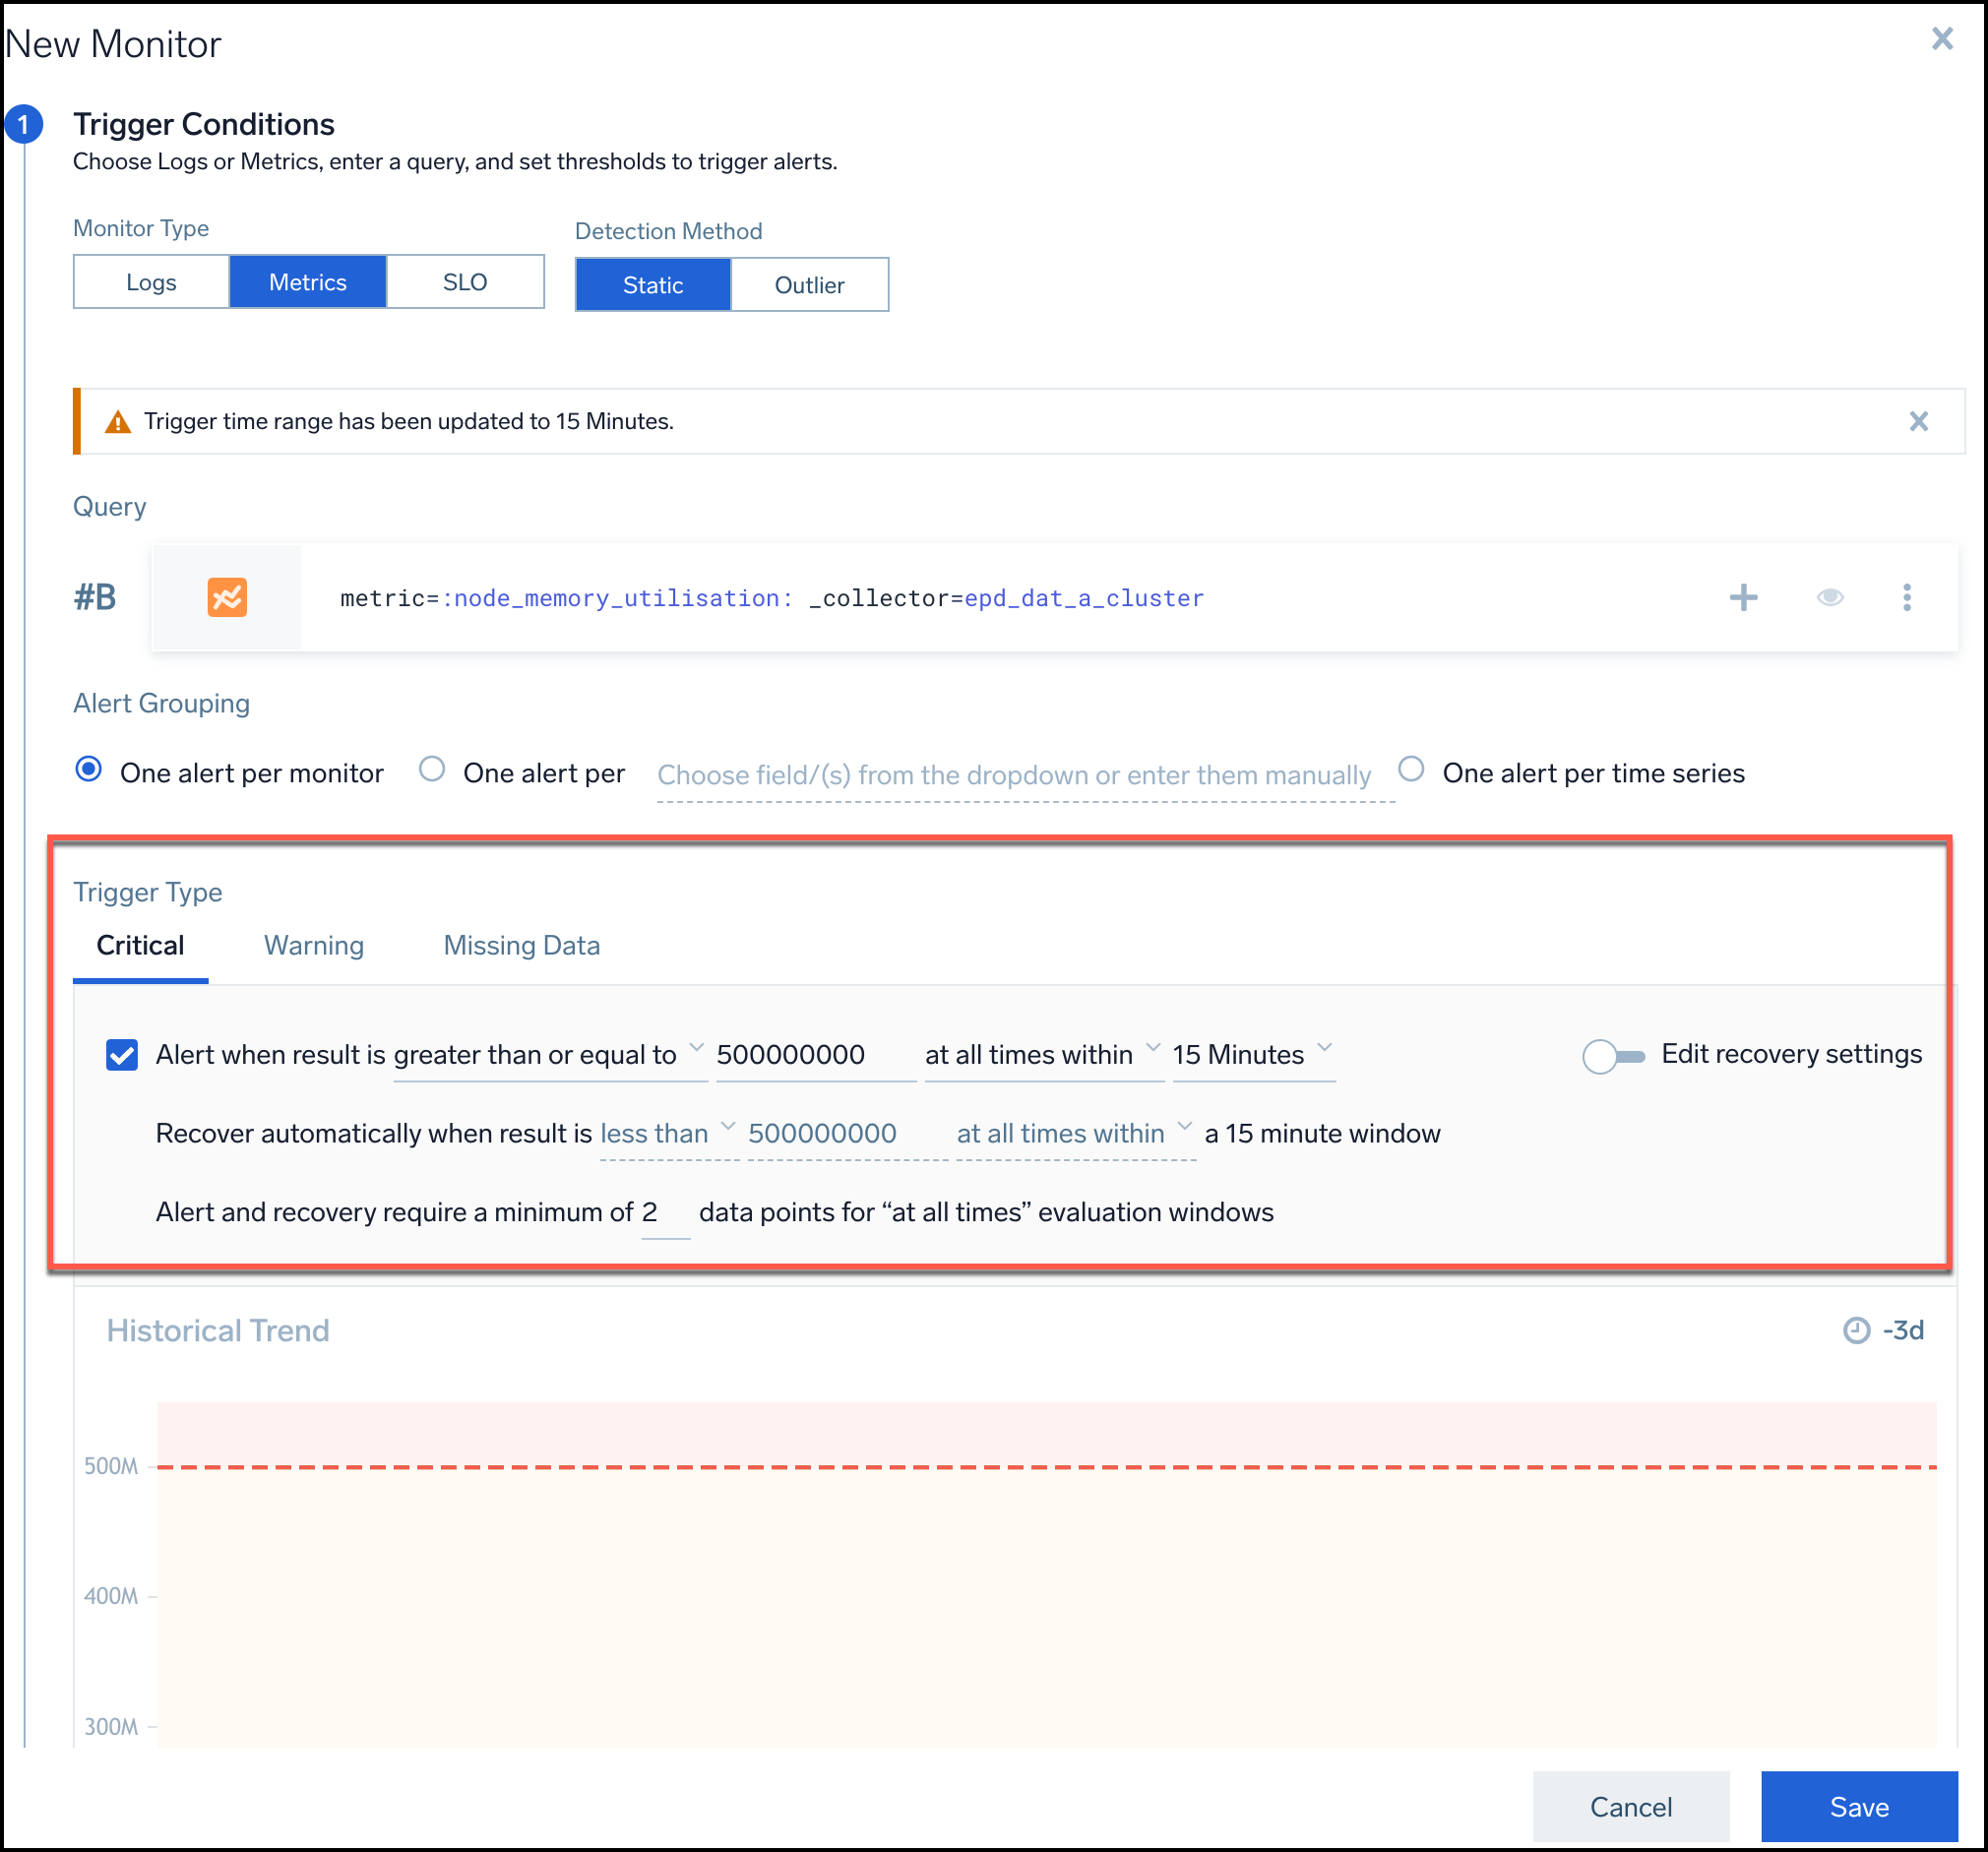 New Monitor
1
Trigger Conditions
Choose Logs or Metrics, enter a query, and set thresholds to trigger alerts.
Monitor Type
Detection Method
Logs Metrics SLO
Static Outlier
Trigger time range has been updated to 15 Minutes.
Query
#B metric=:node_memory_utilisation: _collector=epd_dat_a_cluster
Alert Grouping
One alert per monitor One alert per Choose field/(s) from the dropdown or enter them manually One alert per time series
Trigger Type
Critical Warning Missing Data
Alert when result is greater than or equal to 500000000 at all times within 15 Minutes Edit recovery settings
Recover automatically when result is less than 500000000 at all times within a 15 minute window
Alert and recovery require a minimum of 2 data points for “at all times” evaluation windows
Historical Trend -3d
500M
400M
300M
Cancel Save